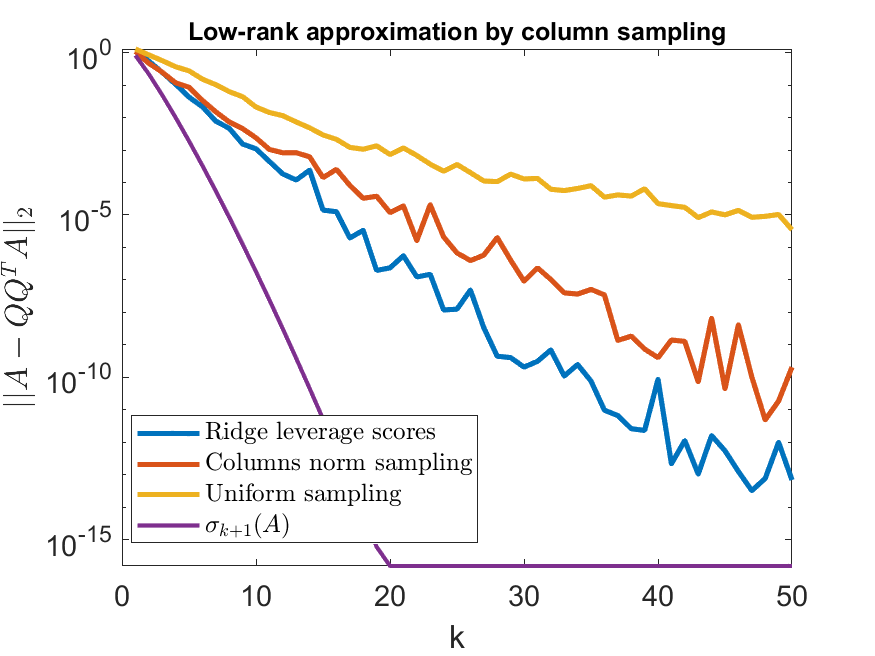 Low-rank approximation by column sampling
||A − QQ^T A||_2
10^0
10^-5
10^-10
10^-15
Ridge leverage scores
Columns norm sampling
Uniform sampling
σ_{k+1}(A)
0 10 20 30 40 50
k